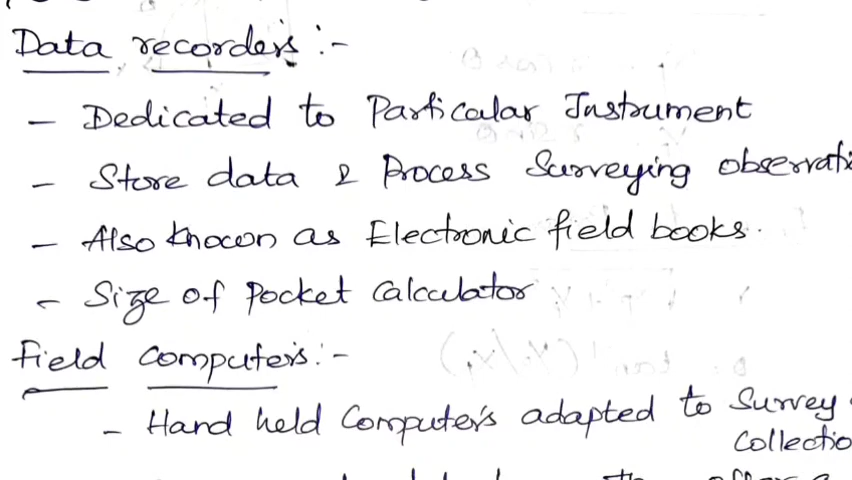 Data recorders :-
- Dedicated to Particular Instrument
- Store data & Process Surveying observati
- Also known as Electronic field books.
- Size of Pocket Calculator
Field Computers :-
- Hand held Computers adapted to Survey
Collectio